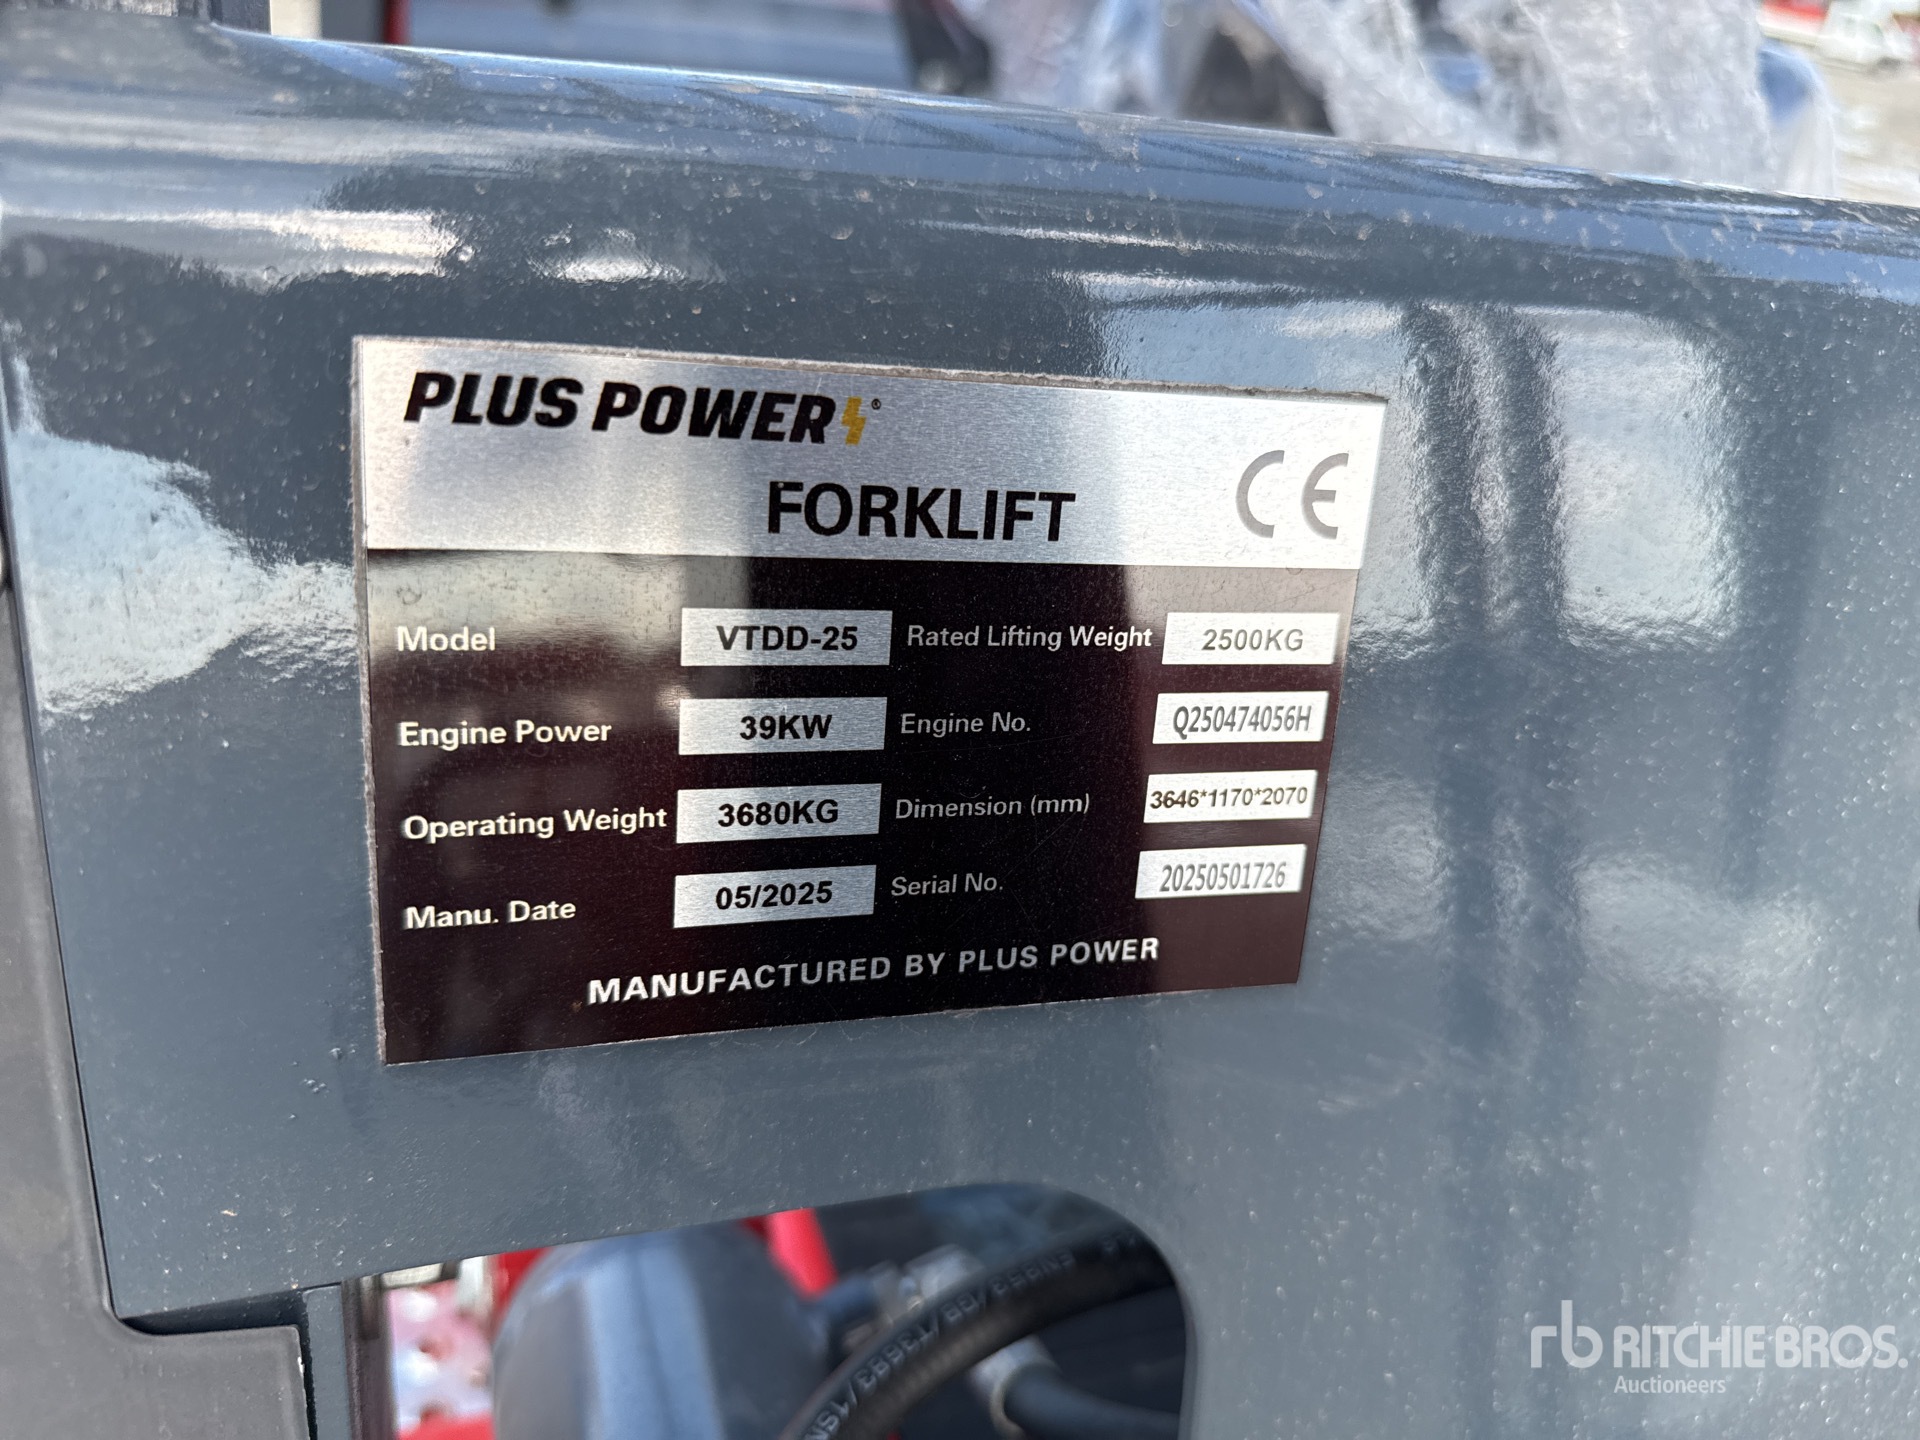 PLUS POWER®
FORKLIFT
CE
Model VTDD-25 Rated Lifting Weight 2500KG
Engine Power 39KW Engine No. Q250474056H
Operating Weight 3680KG Dimension (mm) 3646*1170*2070
Manu. Date 05/2025 Serial No. 20250501726
MANUFACTURED BY PLUS POWER
rb RITCHIE BROS.
Auctioneers